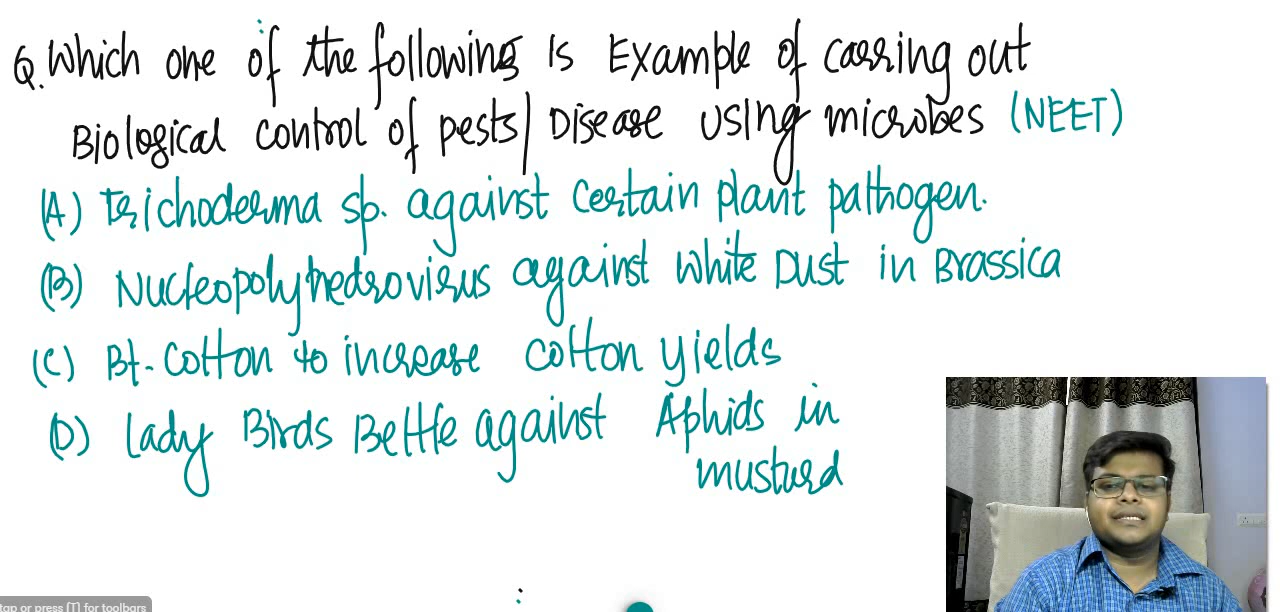 Q. Which one of the following is Example of carring out
Biological control of pests/Disease using microbes (NEET)
(A) Trichoderma sp. against certain plant pathogen.
(B) Nucleopolyhedrovirus against white Dust in Brassica
(C) Bt. Cotton to increase cotton yields
(D) Lady Birds Bettle against Aphids in
musturd
tap or press [T] for toolbars